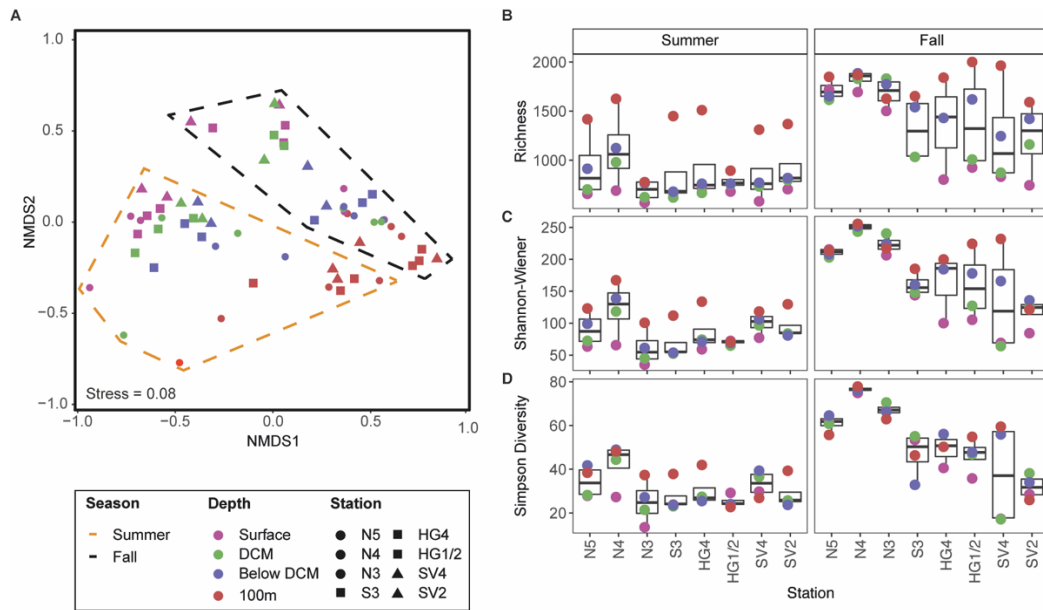 A
1.0
0.5
0.0
−0.5
−1.0
NMDS2
Stress = 0.08
−1.0
−0.5
0.0
0.5
1.0
NMDS1
Season
Summer
Fall
Depth
Surface
DCM
Below DCM
100m
Station
N5
N4
N3
S3
HG4
HG1/2
SV4
SV2
B
Summer
Fall
Richness
2000
1500
1000
C
Shannon-Wiener
250
200
150
100
50
D
Simpson Diversity
80
60
40
20
N5
N4
N3
S3
HG4
HG1/2
SV4
SV2
N5
N4
N3
S3
HG4
HG1/2
SV4
SV2
Station